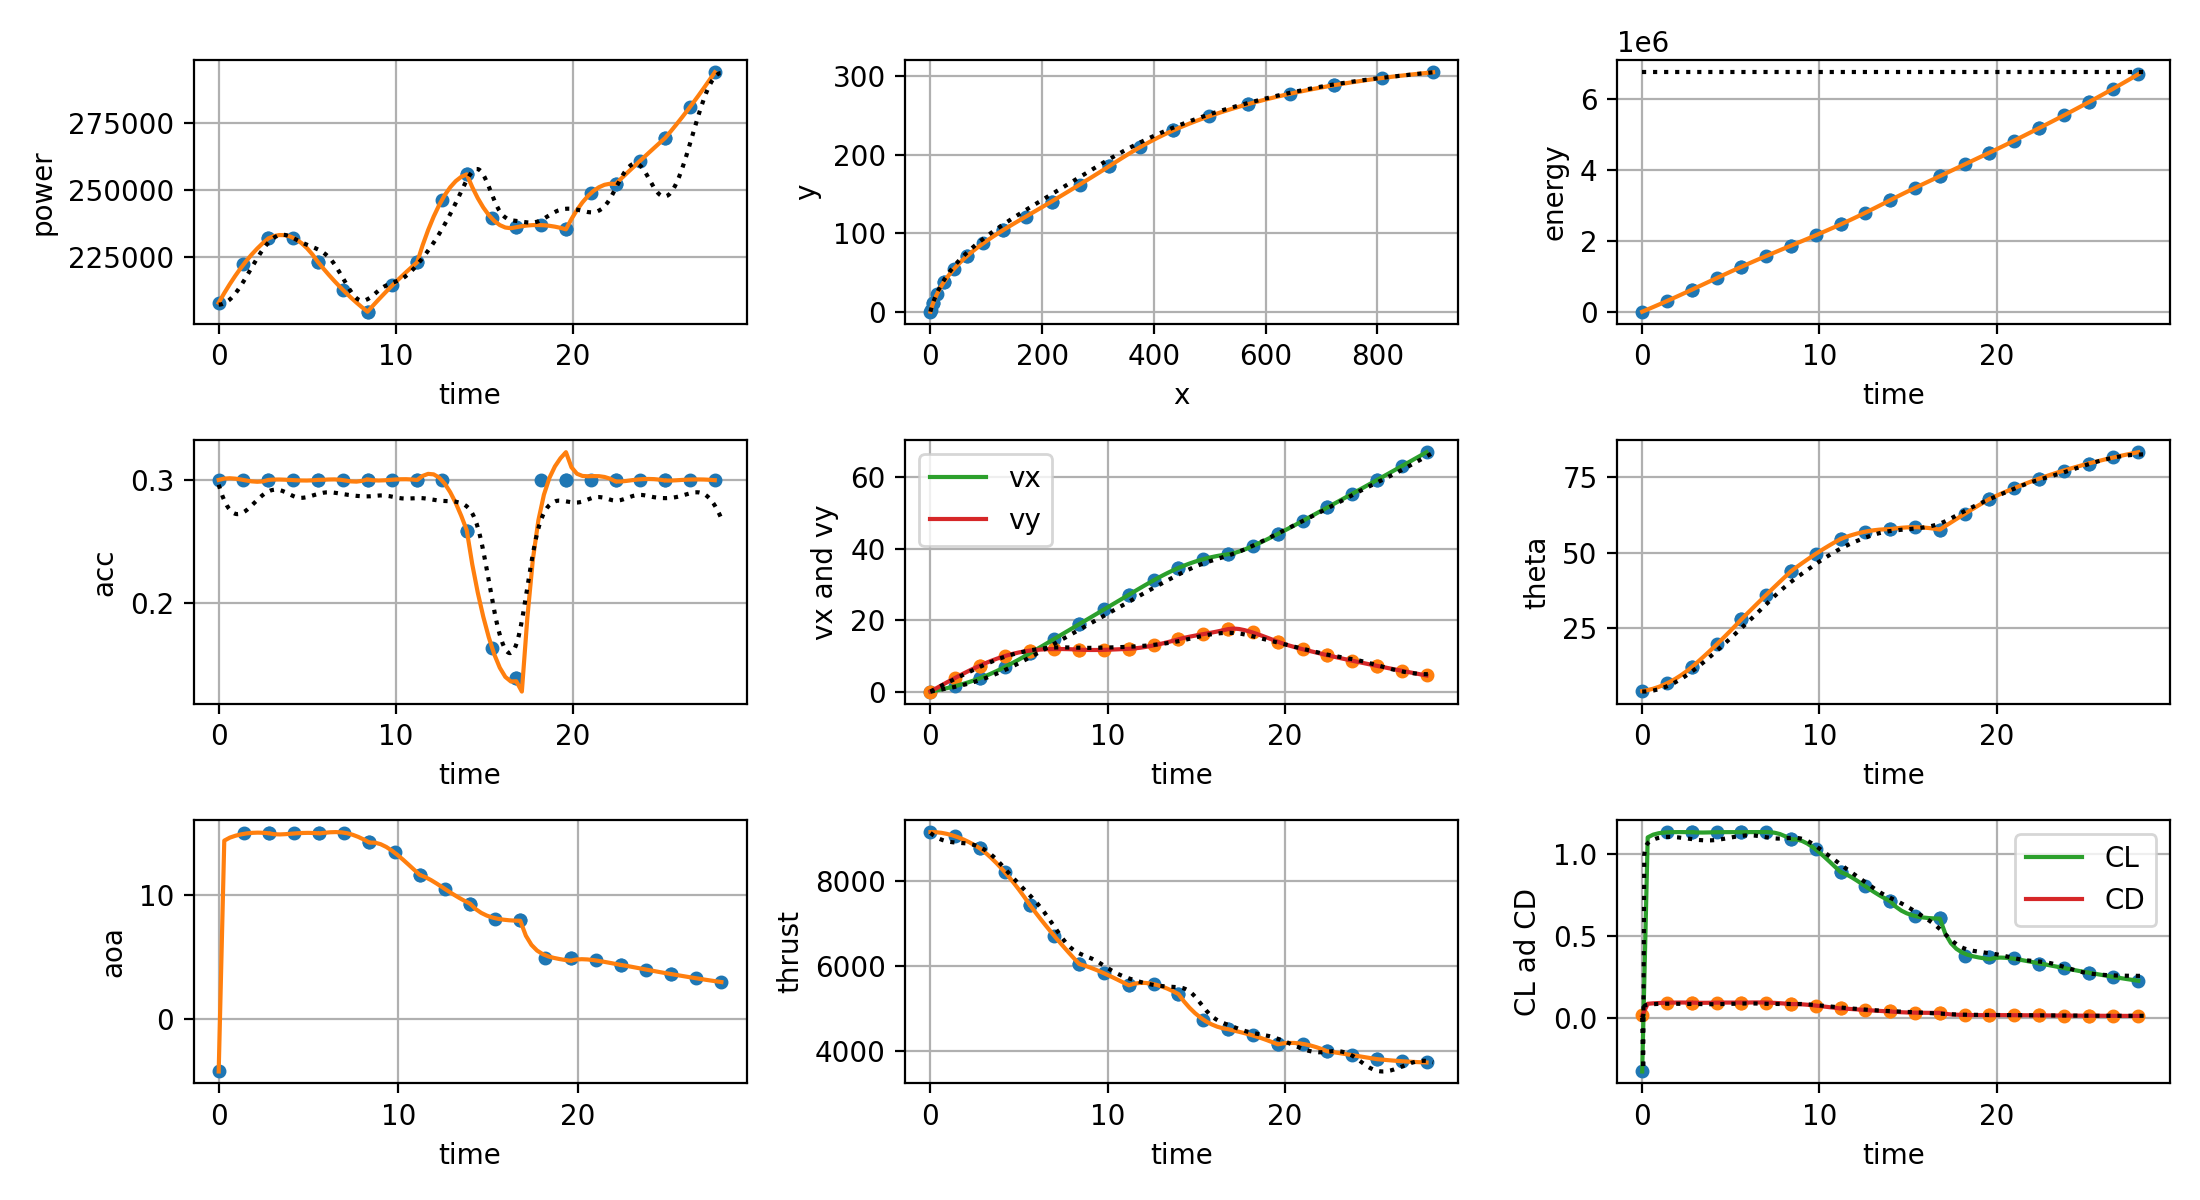 power
275000
250000
225000
0 10 20
time
y
300
200
100
0
0 200 400 600 800
x
1e6
energy
6
4
2
0
0 20
time
acc
0.3
0.2
0 10 20
time
vx and vy
60
40
20
0
vx
vy
0 10 20
time
theta
75
50
25
0 10 20
time
aoa
10
0
0 10 20
time
thrust
8000
6000
4000
0 10 20
time
CL ad CD
1.0
0.5
0.0
CL
CD
0 20
time